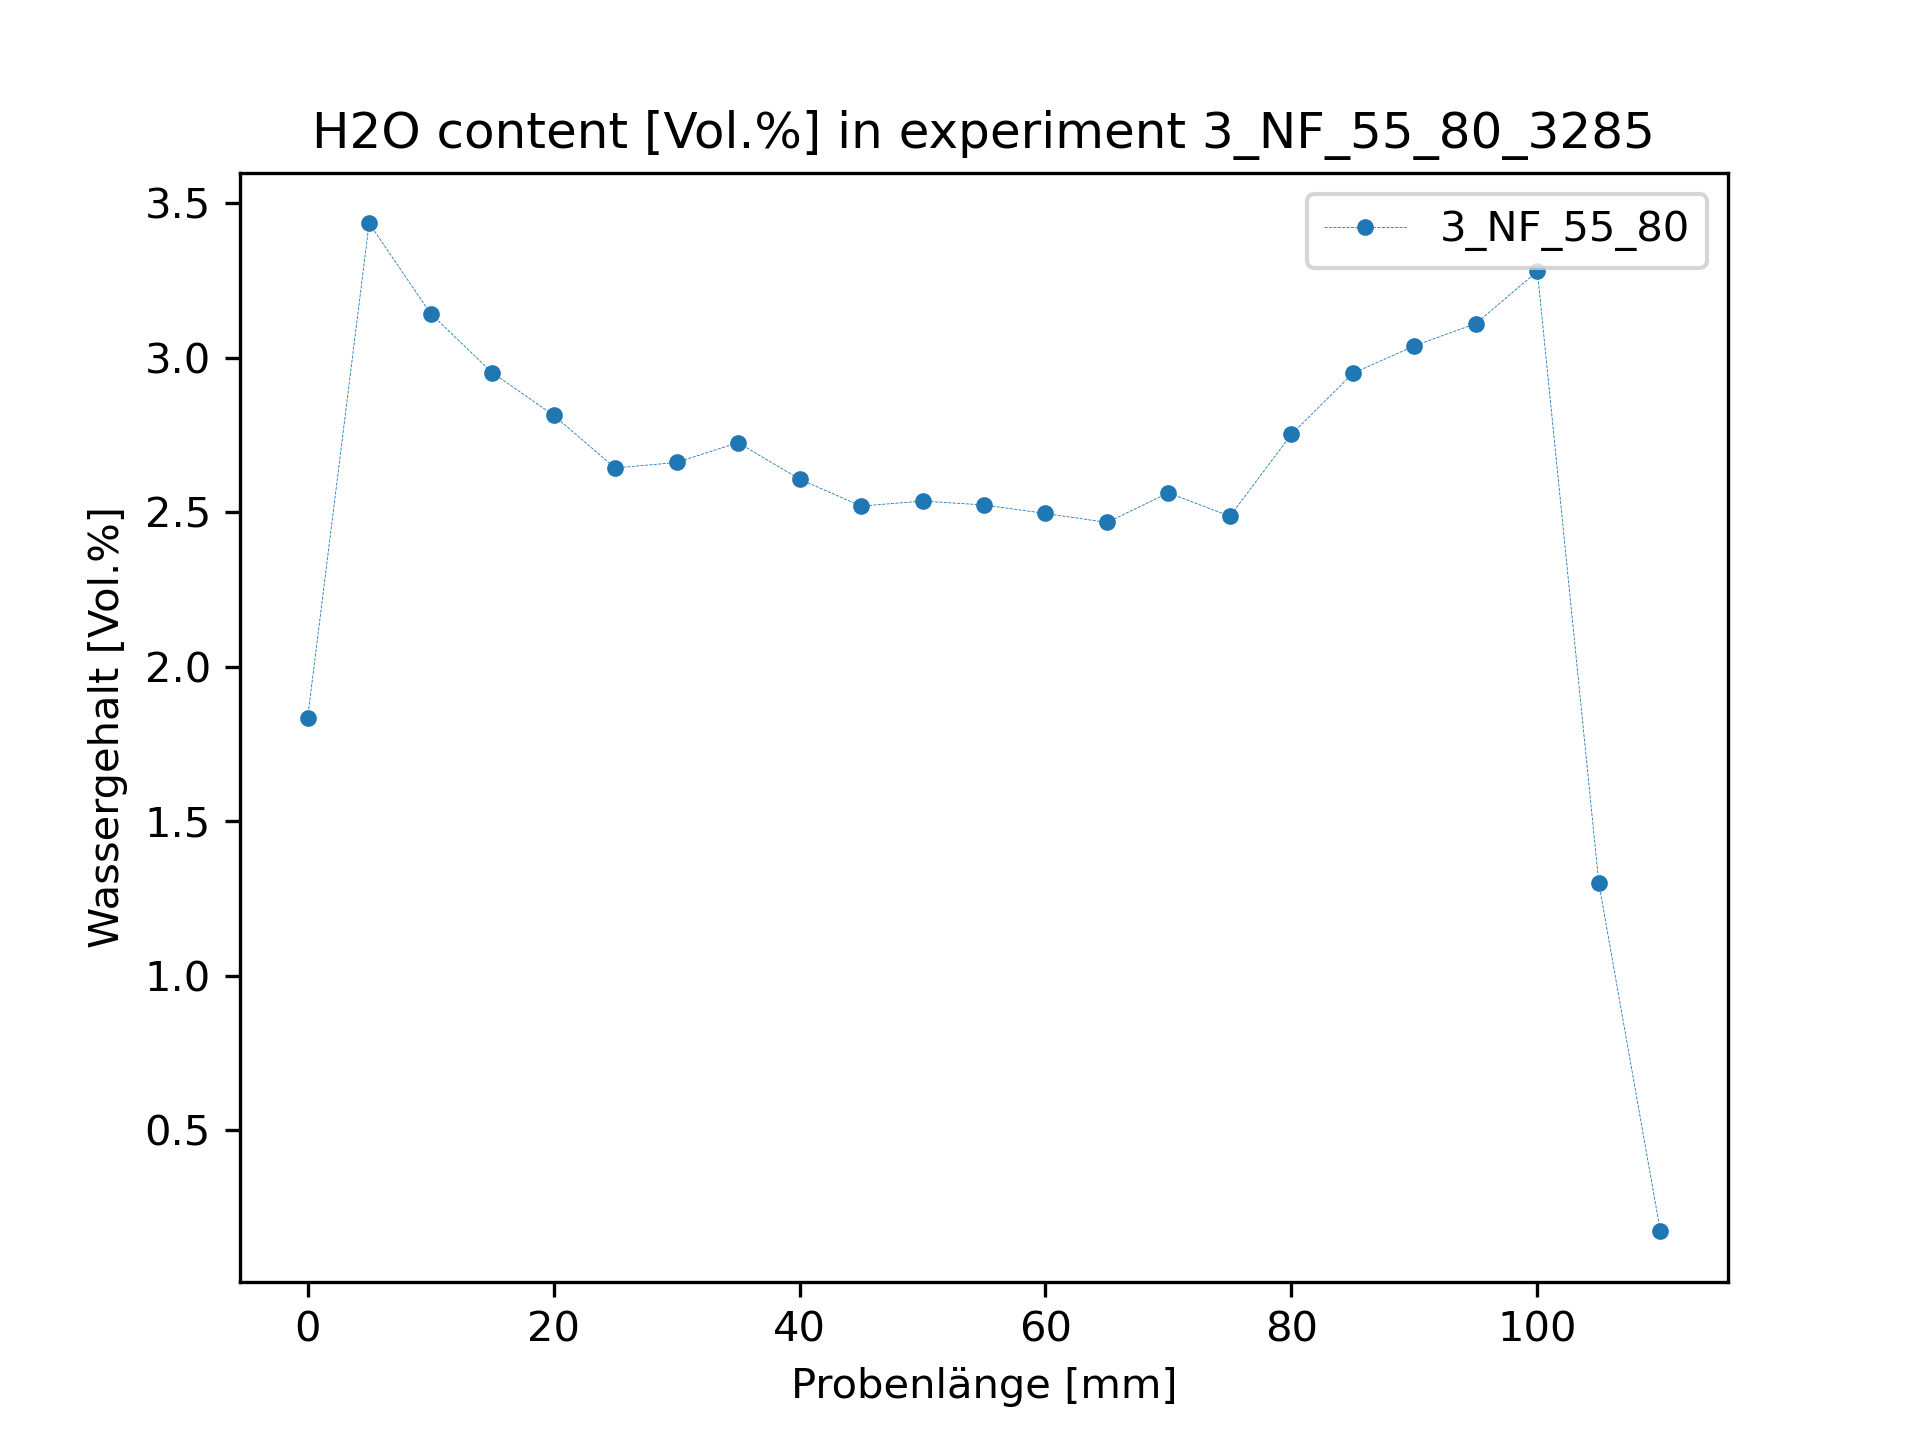 H2O content [Vol.%] in experiment 3_NF_55_80_3285
3_NF_55_80
Wassergehalt [Vol.%]
3.5
3.0
2.5
2.0
1.5
1.0
0.5
0 20 40 60 80 100
Probenlänge [mm]